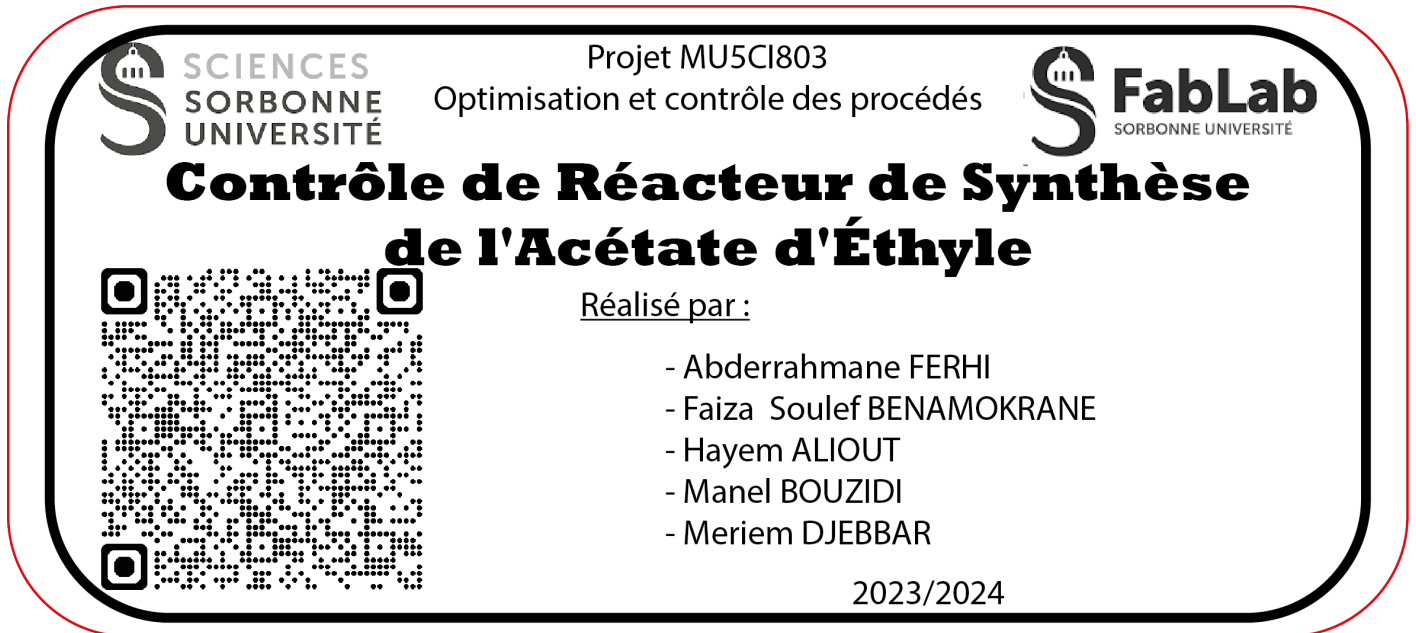 SCIENCES
SORBONNE
UNIVERSITÉ
Projet MU5CI803
Optimisation et contrôle des procédés
FabLab
SORBONNE UNIVERSITÉ
Contrôle de Réacteur de Synthèse
de l'Acétate d'Éthyle
Réalisé par :
- Abderrahmane FERHI
- Faiza  Soulef BENAMOKRANE
- Hayem ALIOUT
- Manel BOUZIDI
- Meriem DJEBBAR
2023/2024